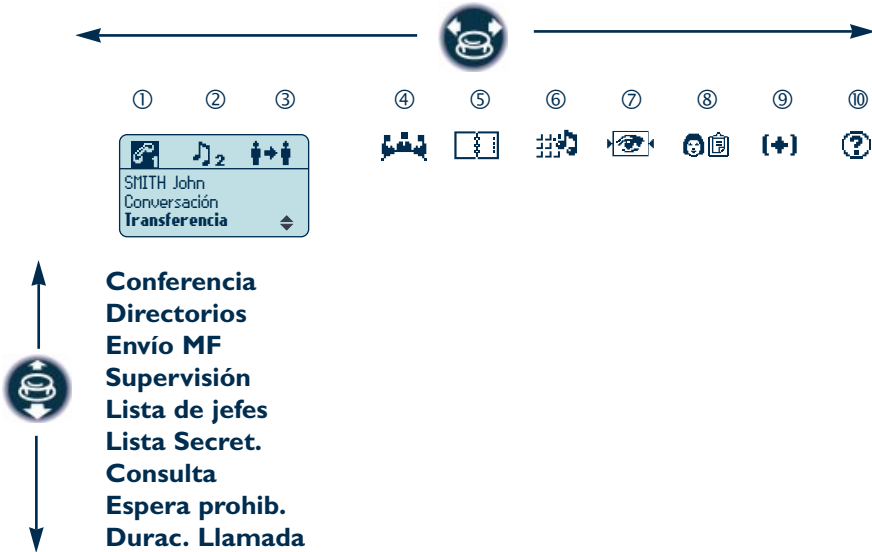 ① ② ③ ④ ⑤ ⑥ ⑦ ⑧ ⑨ ⑩
1 2
SMITH John
Conversación
Transferencia
Conferencia
Directorios
Envío MF
Supervisión
Lista de jefes
Lista Secret.
Consulta
Espera prohib.
Durac. Llamada